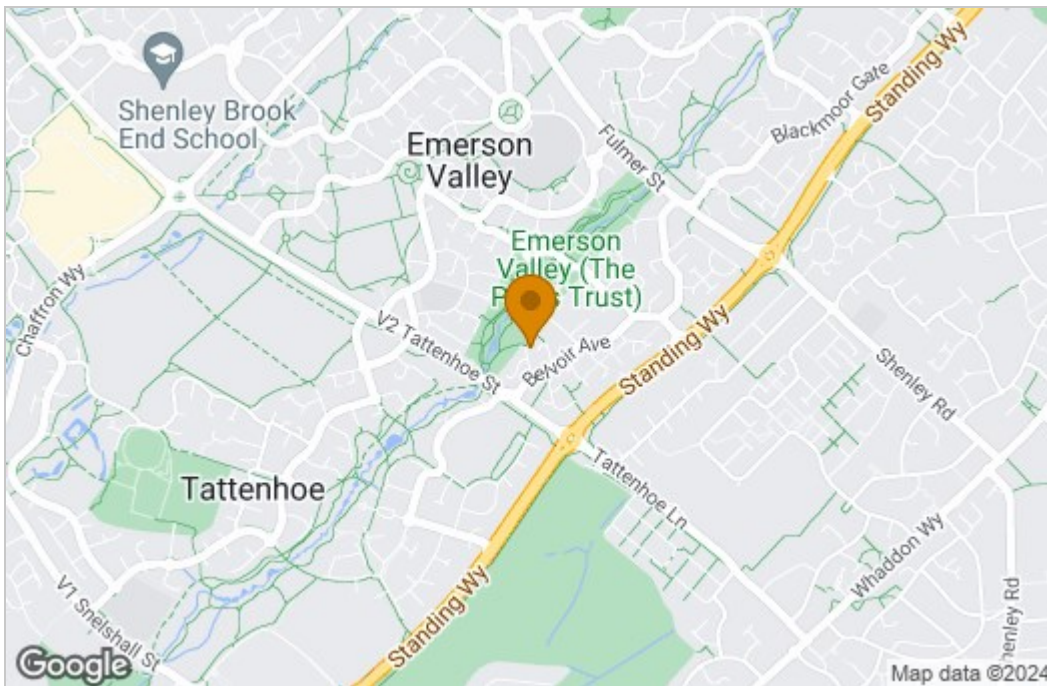 Standing Wy
Blackmoor Gate
Standing Wy
Shenley Brook
End School
Emerson
Valley
Fulmer St
Emerson
Valley (The
Trust)
Chaffron Wy
V2 Tattenhoe St
Belvoir Ave
Standing Wy
Shenley Rd
Tattenhoe
Tattenhoe Ln
Whaddon Wy
V1 Snelshall St
Standing Wy
Shenley Rd
Google
Map data ©2024